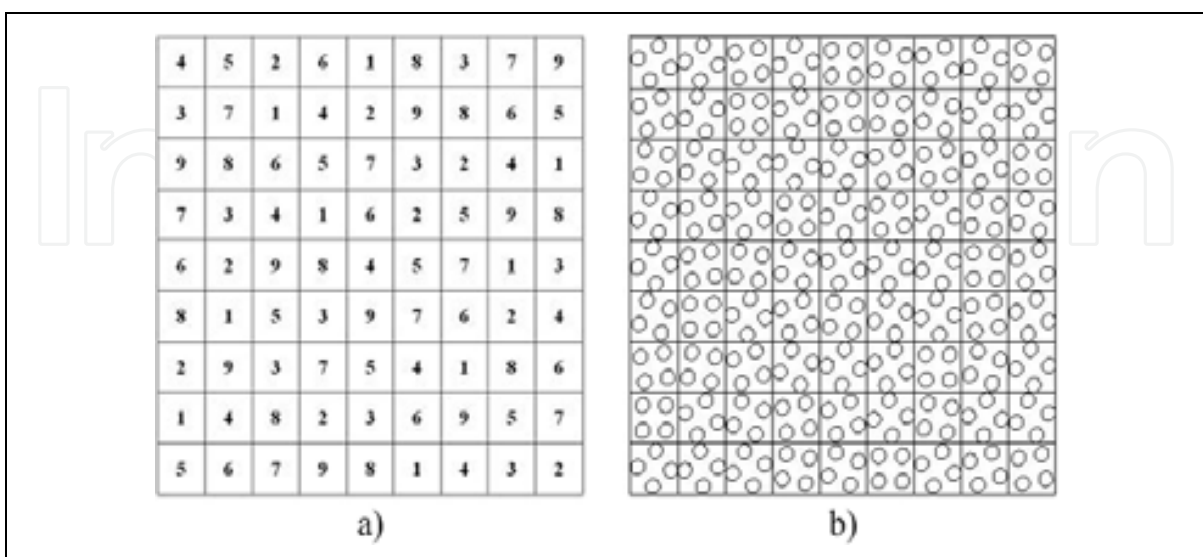 4 5 2 6 1 8 3 7 9
3 7 1 4 2 9 8 6 5
9 8 6 5 7 3 2 4 1
7 3 4 1 6 2 5 9 8
6 2 9 8 4 5 7 1 3
8 1 5 3 9 7 6 2 4
2 9 3 7 5 4 1 8 6
1 4 8 2 3 6 9 5 7
5 6 7 9 8 1 4 3 2
a) b)